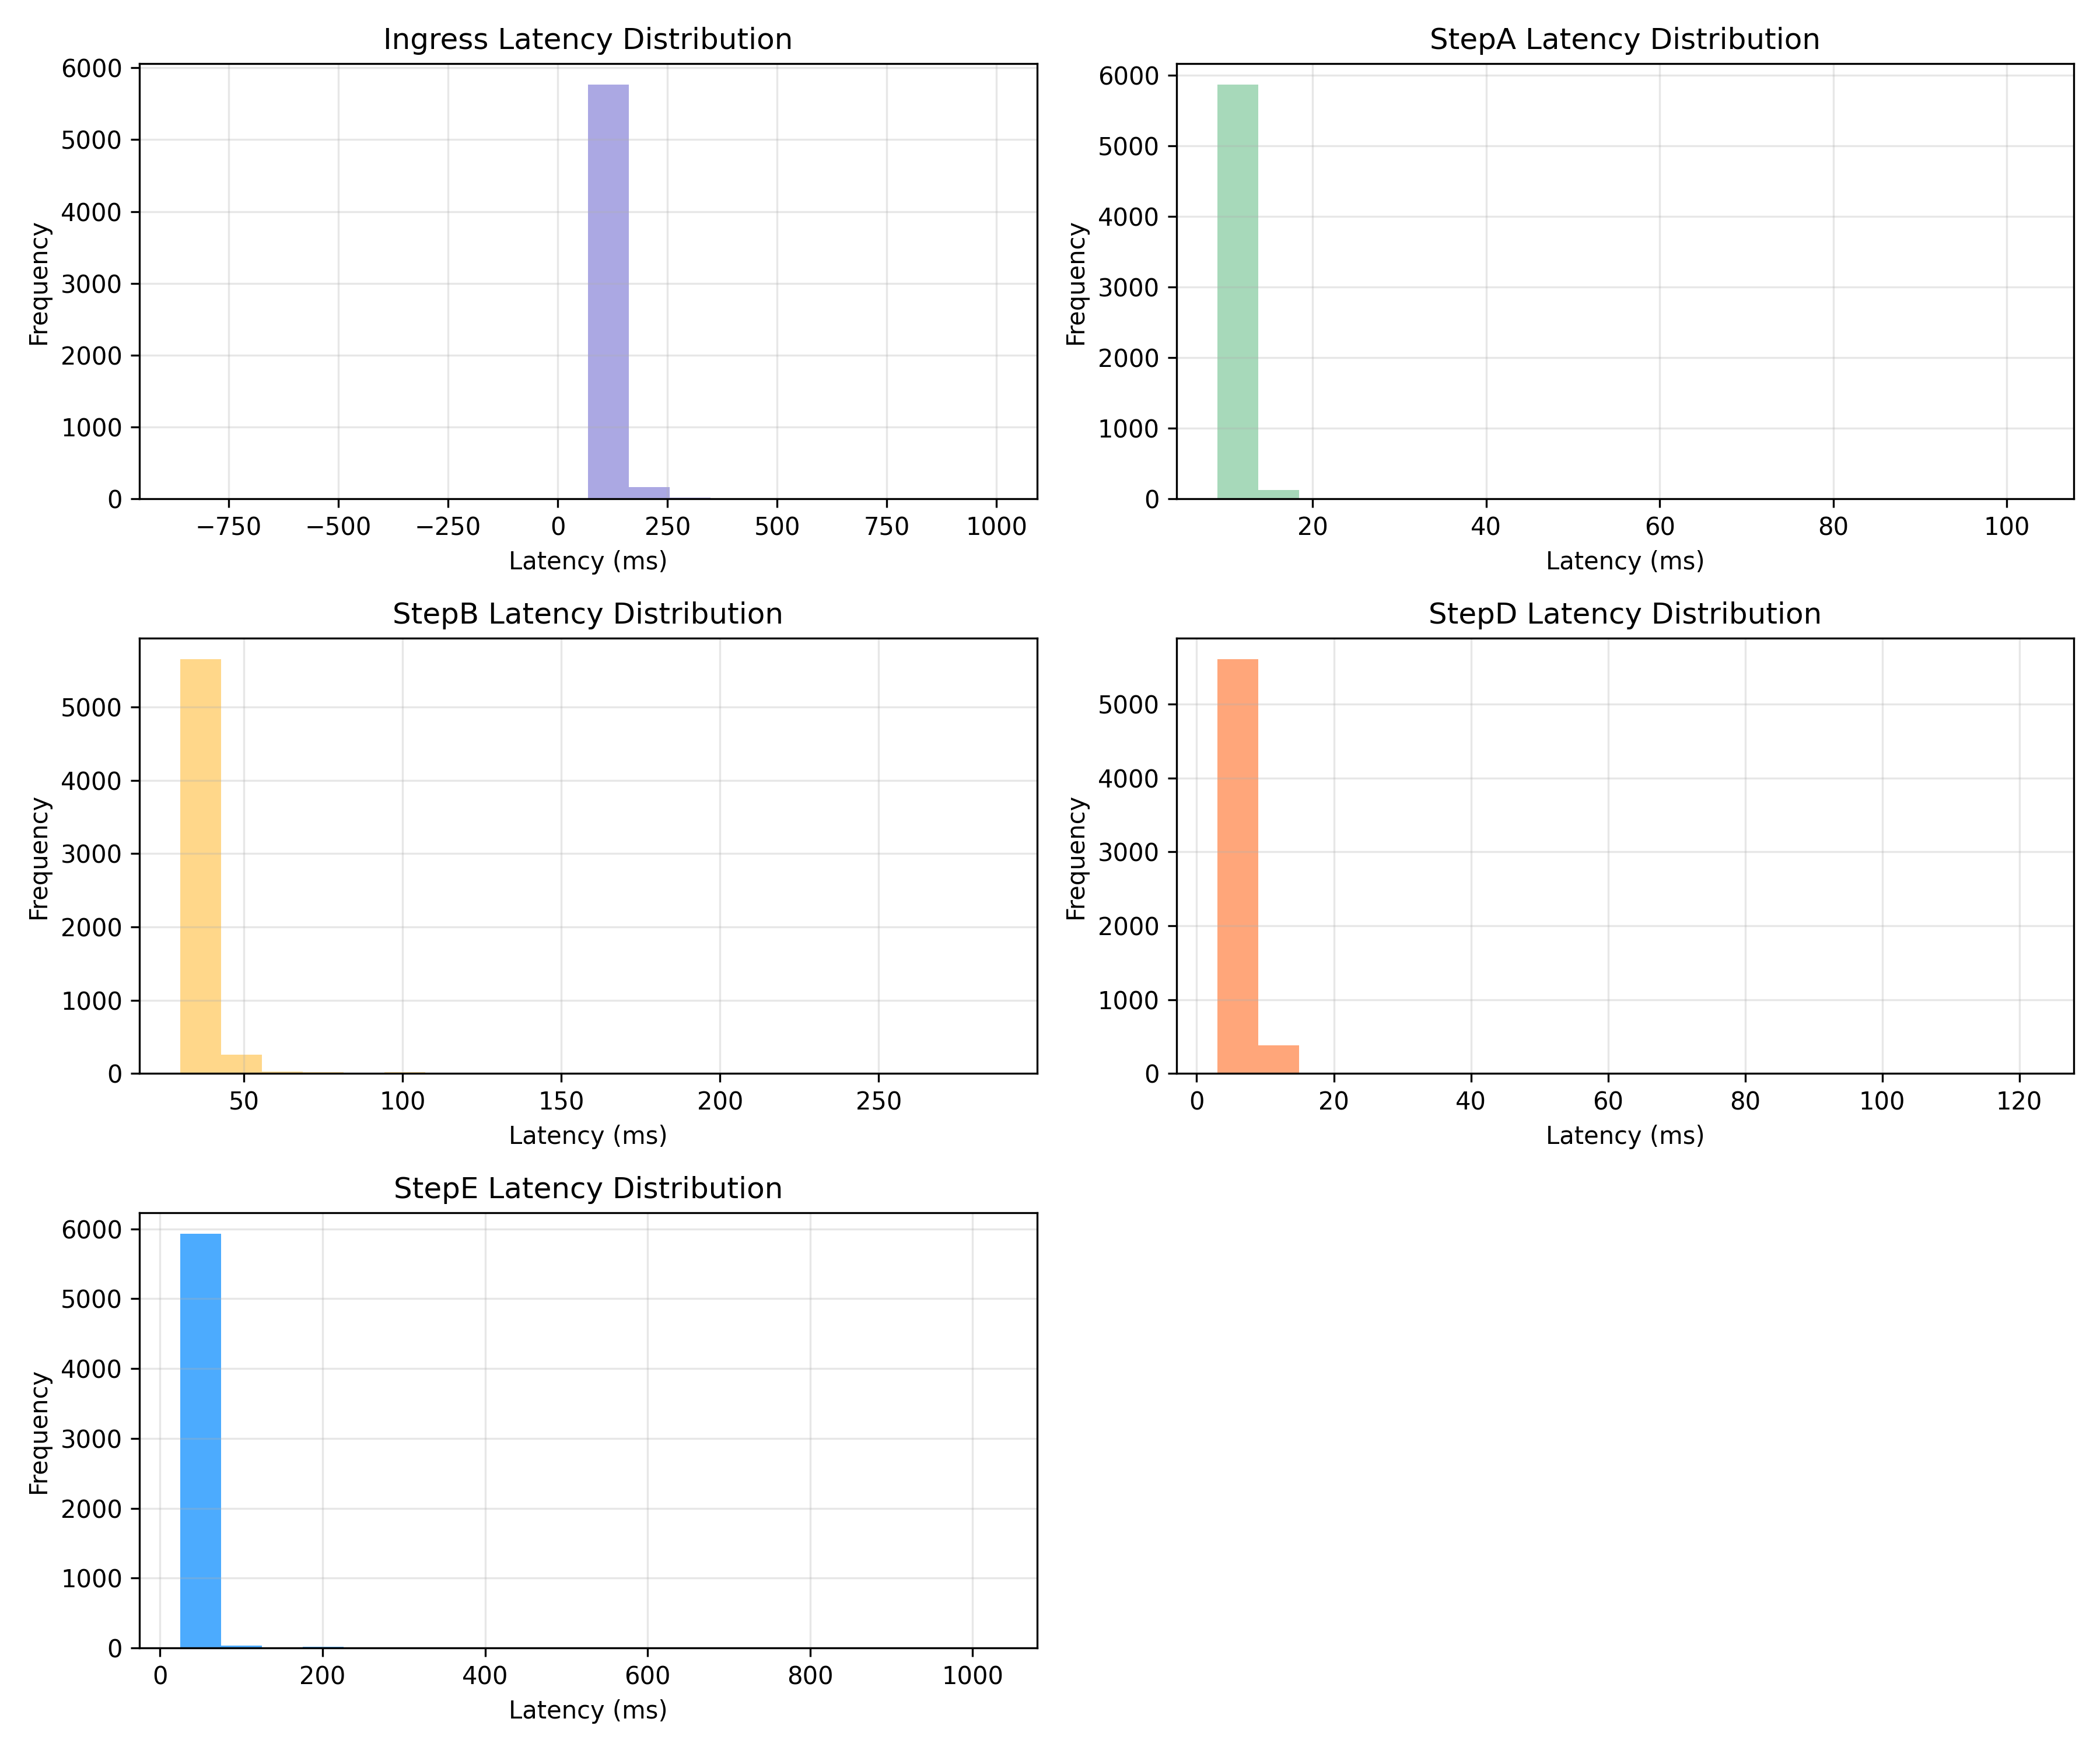 Ingress Latency Distribution
Frequency
6000
5000
4000
3000
2000
1000
0
−750 −500 −250 0 250 500 750 1000
Latency (ms)
StepA Latency Distribution
Frequency
6000
5000
4000
3000
2000
1000
0
20 40 60 80 100
Latency (ms)
StepB Latency Distribution
Frequency
5000
4000
3000
2000
1000
0
50 100 150 200 250
Latency (ms)
StepD Latency Distribution
Frequency
5000
4000
3000
2000
1000
0
0 20 40 60 80 100 120
Latency (ms)
StepE Latency Distribution
Frequency
6000
5000
4000
3000
2000
1000
0
0 200 400 600 800 1000
Latency (ms)